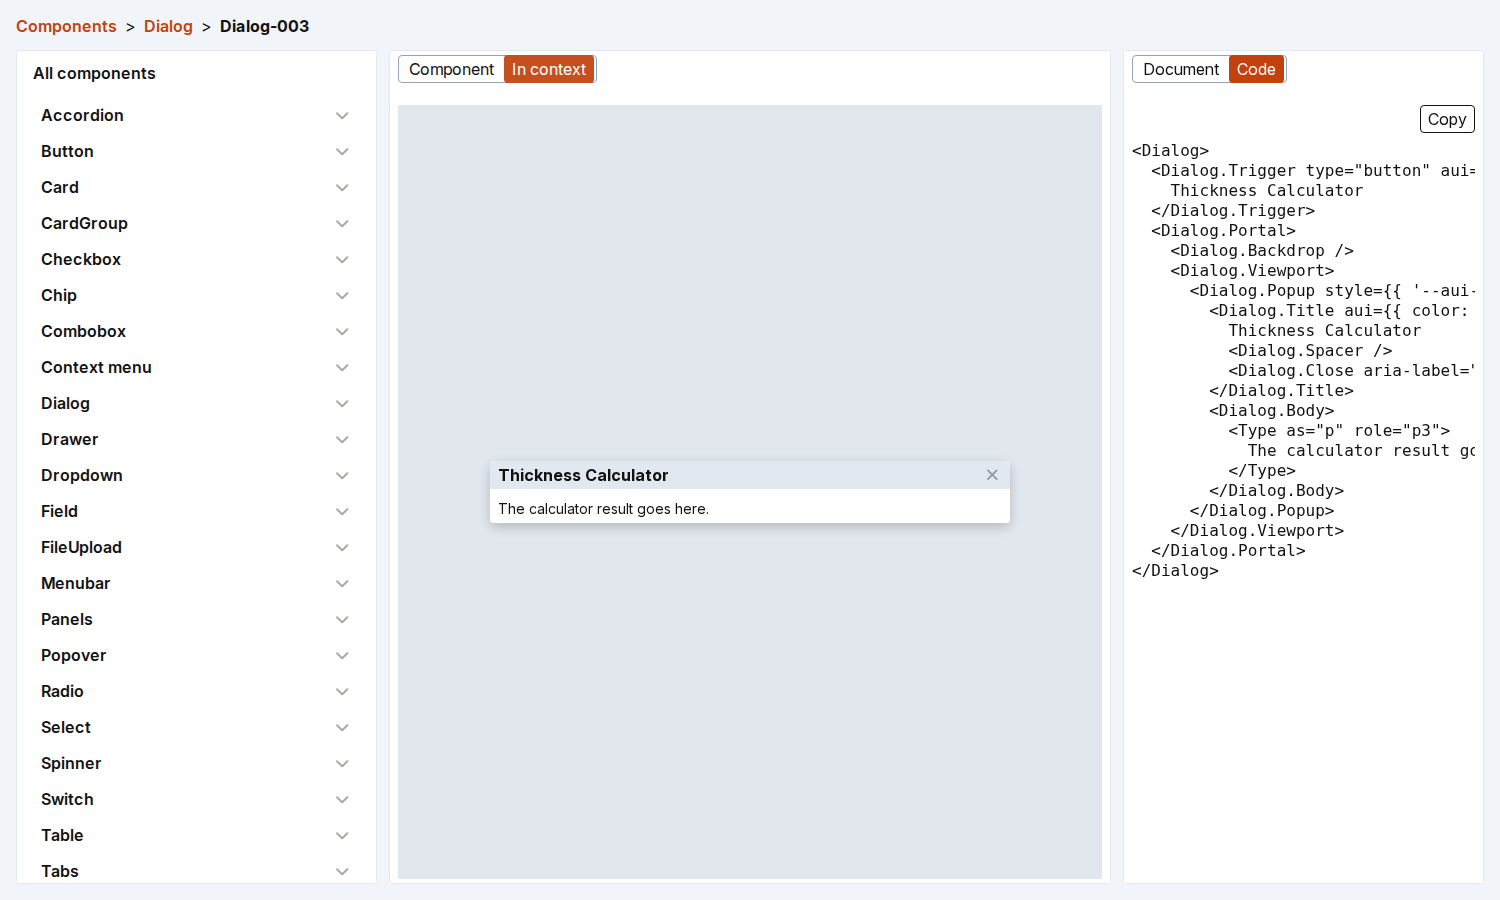 Components > Dialog > Dialog-003
All components
Accordion
Button
Card
CardGroup
Checkbox
Chip
Combobox
Context menu
Dialog
Drawer
Dropdown
Field
FileUpload
Menubar
Panels
Popover
Radio
Select
Spinner
Switch
Table
Tabs
Component In context
Thickness Calculator
The calculator result goes here.
Document Code
Copy
<Dialog>
  <Dialog.Trigger type="button" aui=
    Thickness Calculator
  </Dialog.Trigger>
  <Dialog.Portal>
    <Dialog.Backdrop />
    <Dialog.Viewport>
      <Dialog.Popup style={{ '--aui-
        <Dialog.Title aui={{ color:
          Thickness Calculator
          <Dialog.Spacer />
          <Dialog.Close aria-label="
        </Dialog.Title>
        <Dialog.Body>
          <Type as="p" role="p3">
            The calculator result go
          </Type>
        </Dialog.Body>
      </Dialog.Popup>
    </Dialog.Viewport>
  </Dialog.Portal>
</Dialog>